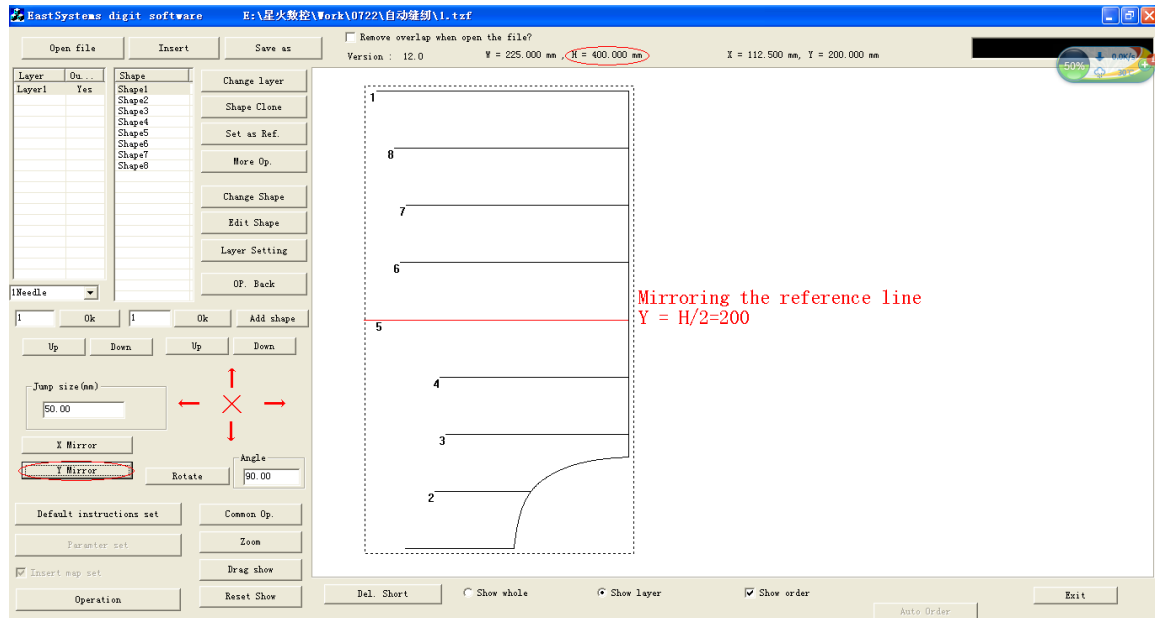 EastSystems digit software E:\星火数控\Work\0722\自动缝纫\1.tzf
Open file Insert Save as
Remove overlap when open the file?
Version : 12.0 W = 225.000 mm , H = 400.000 mm X = 112.500 mm, Y = 200.000 mm
50% 0.0K/s
30°
Layer Ou... Shape
Layer1 Yes Shape1
Shape2
Shape3
Shape4
Shape5
Shape6
Shape7
Shape8
Change layer
Shape Clone
Set as Ref.
More Op.
Change Shape
Edit Shape
Layer Setting
OP. Back
1Needle
1 Ok 1 Ok Add shape
Up Down Up Down
Jump size(mm)
50.00
X Mirror
Y Mirror Rotate
Angle
90.00
Default instructions set Common Op.
Paramter set Zoom
Insert map set Drag show
Operation Reset Show
1
8
7
6
Mirroring the reference line
Y = H/2=200
5
4
3
2
Del. Short Show whole Show layer Show order
Auto Order
Exit